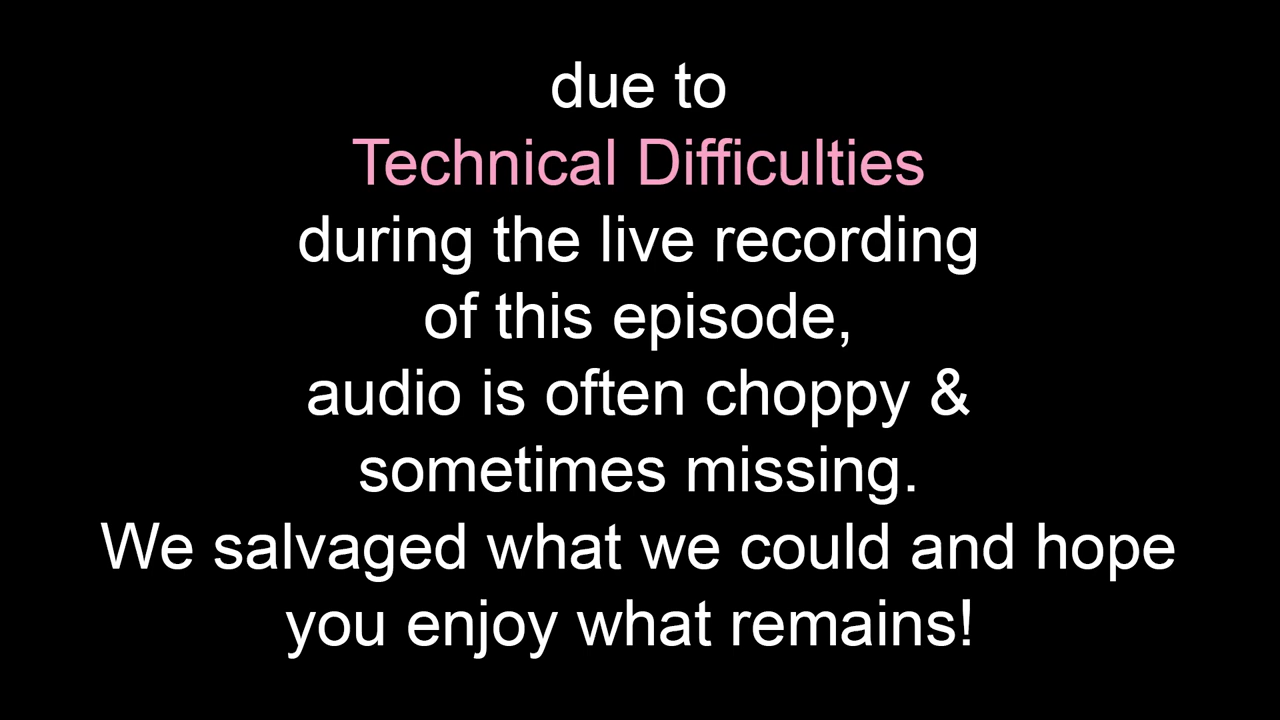 due to
Technical Difficulties
during the live recording
of this episode,
audio is often choppy &
sometimes missing.
We salvaged what we could and hope
you enjoy what remains!